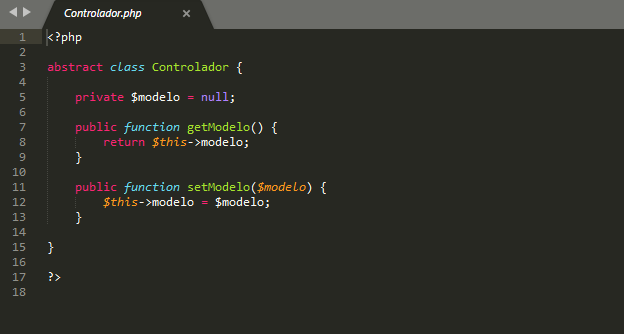 Controlador.php ×
1 <?php
2
3 abstract class Controlador {
4
5     private $modelo = null;
6
7     public function getModelo() {
8         return $this->modelo;
9     }
10
11     public function setModelo($modelo) {
12         $this->modelo = $modelo;
13     }
14
15 }
16
17 ?>
18